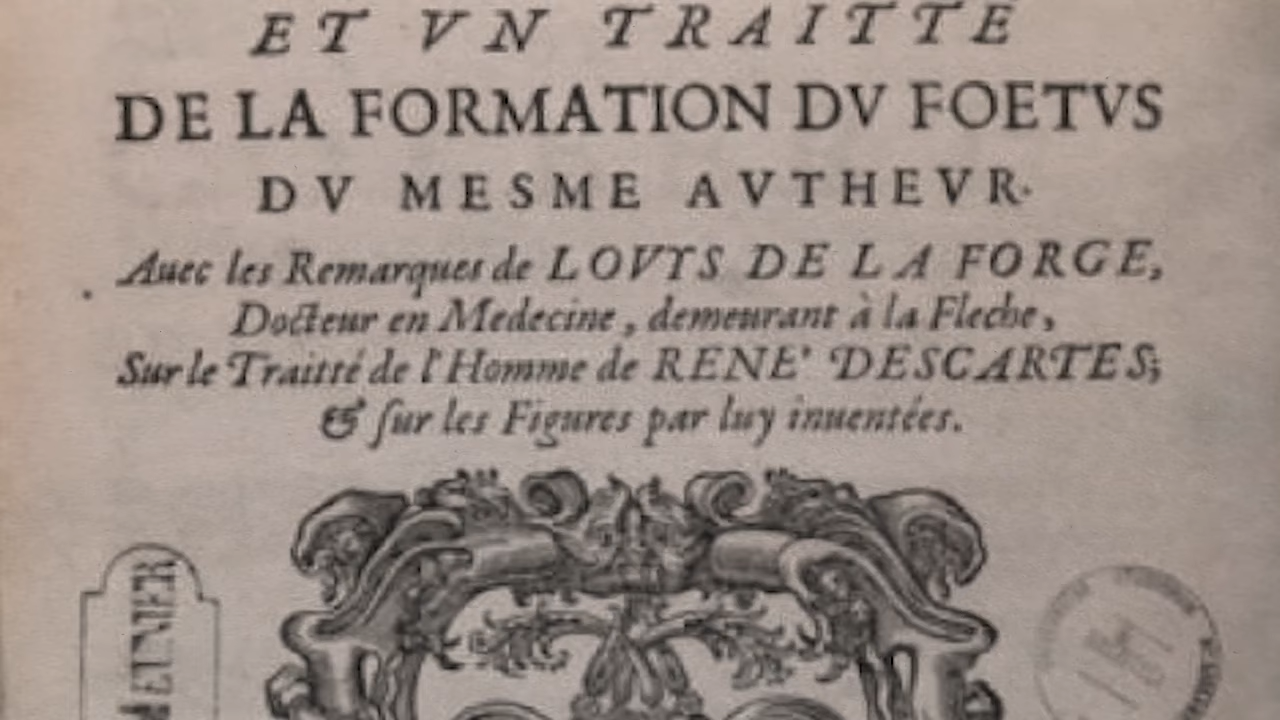 ET VN TRAITTE
DE LA FORMATION DV FOETVS
DV MESME AVTHEVR.
Auec les Remarques de LOVYS DE LA FORGE,
Docteur en Medecine, demeurant à la Fleche,
Sur le Traitté de l'Homme de RENE' DESCARTES;
& ſur les Figures par luy inuentées.